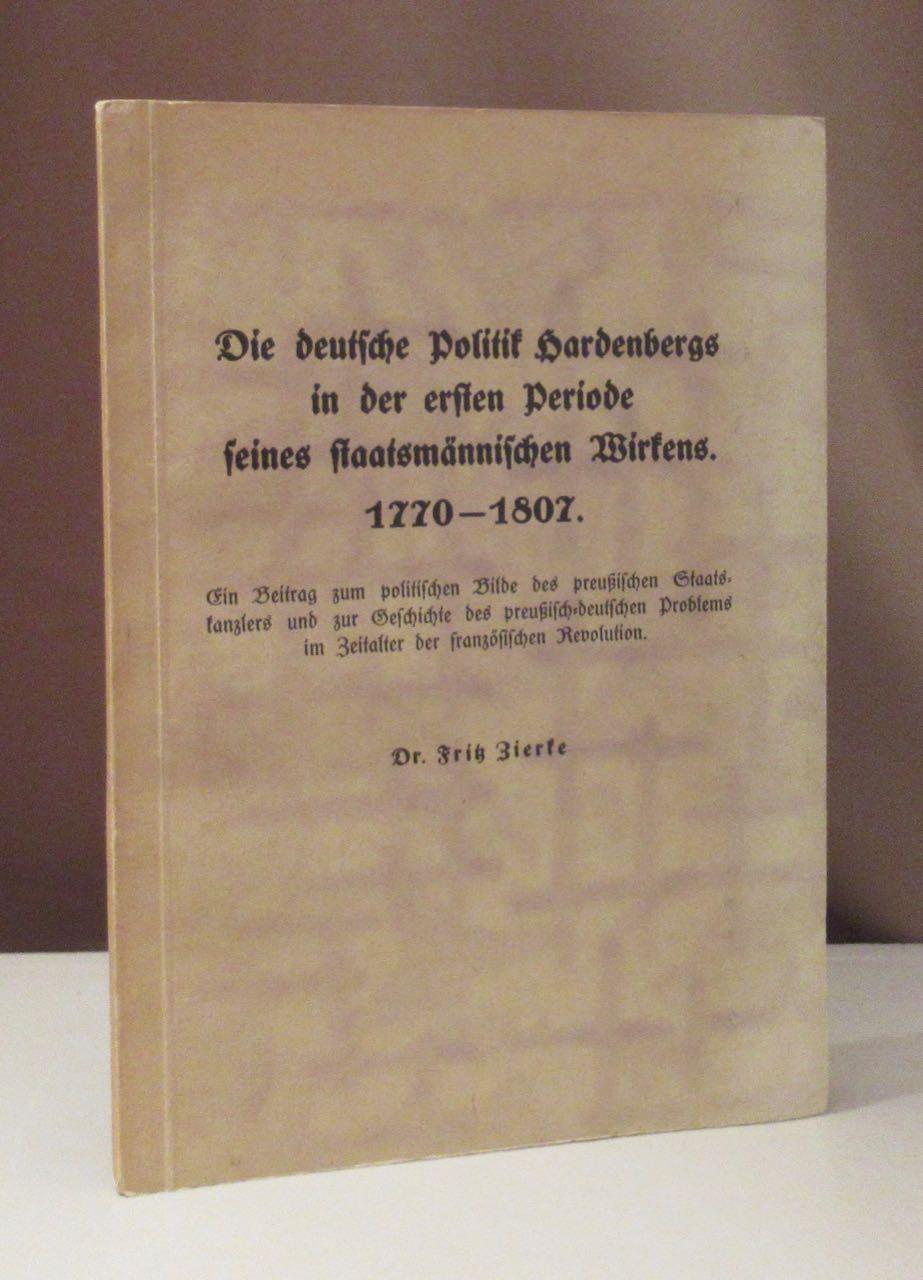 Die deutsche Politik Hardenbergs
in der ersten Periode
seines staatsmännischen Wirkens.
1770–1807.
Ein Beitrag zum politischen Bilde des preußischen Staats-
kanzlers und zur Geschichte des preußisch-deutschen Problems
im Zeitalter der französischen Revolution.
Dr. Fritz Zierke